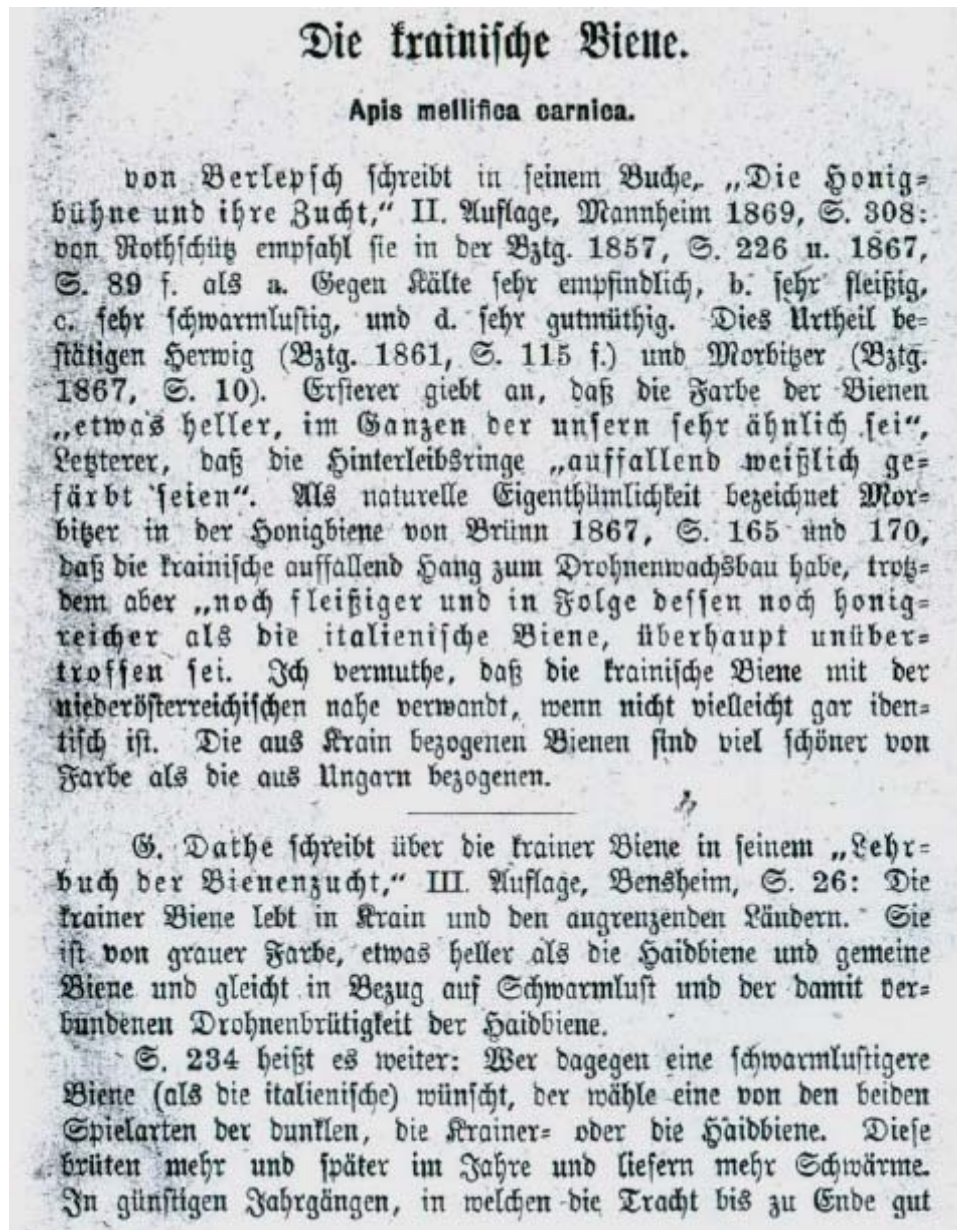 Die krainische Biene.
Apis mellifica carnica.
von Berlepsch schreibt in seinem Buche, „Die Honig-
bühne und ihre Zucht,“ II. Auflage, Mannheim 1869, S. 308:
von Rothschütz empfahl sie in der Bztg. 1857, S. 226 u. 1867,
S. 89 f. als a. Gegen Kälte sehr empfindlich, b. sehr fleißig,
c. sehr schwarmlustig, und d. sehr gutmüthig. Dies Urtheil be-
stätigen Herwig (Bztg. 1861, S. 115 f.) und Morbitzer (Bztg.
1867, S. 10). Ersterer giebt an, daß die Farbe der Bienen
„etwas heller, im Ganzen der unsern sehr ähnlich sei“,
Letzterer, daß die Hinterleibsringe „auffallend weißlich ge-
färbt seien“. Als naturelle Eigenthümlichkeit bezeichnet Mor-
bitzer in der Honigbiene von Brünn 1867, S. 165 und 170,
daß die krainische auffallend Hang zum Drohnenwachsbau habe, trotz-
dem aber „noch fleißiger und in Folge dessen noch honig-
reicher als die italienische Biene, überhaupt unüber-
troffen sei. Ich vermuthe, daß die krainische Biene mit der
niederösterreichischen nahe verwandt, wenn nicht vielleicht gar iden-
tisch ist. Die aus Krain bezogenen Bienen sind viel schöner von
Farbe als die aus Ungarn bezogenen.
G. Dathe schreibt über die krainer Biene in seinem „Lehr-
buch der Bienenzucht,“ III. Auflage, Bensheim, S. 26: Die
krainer Biene lebt in Krain und den angrenzenden Ländern. Sie
ist von grauer Farbe, etwas heller als die Haidbiene und gemeine
Biene und gleicht in Bezug auf Schwarmlust und der damit ver-
bundenen Drohnenbrütigkeit der Haidbiene.
S. 234 heißt es weiter: Wer dagegen eine schwarmlustigere
Biene (als die italienische) wünscht, der wähle eine von den beiden
Spielarten der dunklen, die Krainer- oder die Haidbiene. Diese
brüten mehr und später im Jahre und liefern mehr Schwärme.
In günstigen Jahrgängen, in welchen die Tracht bis zu Ende gut